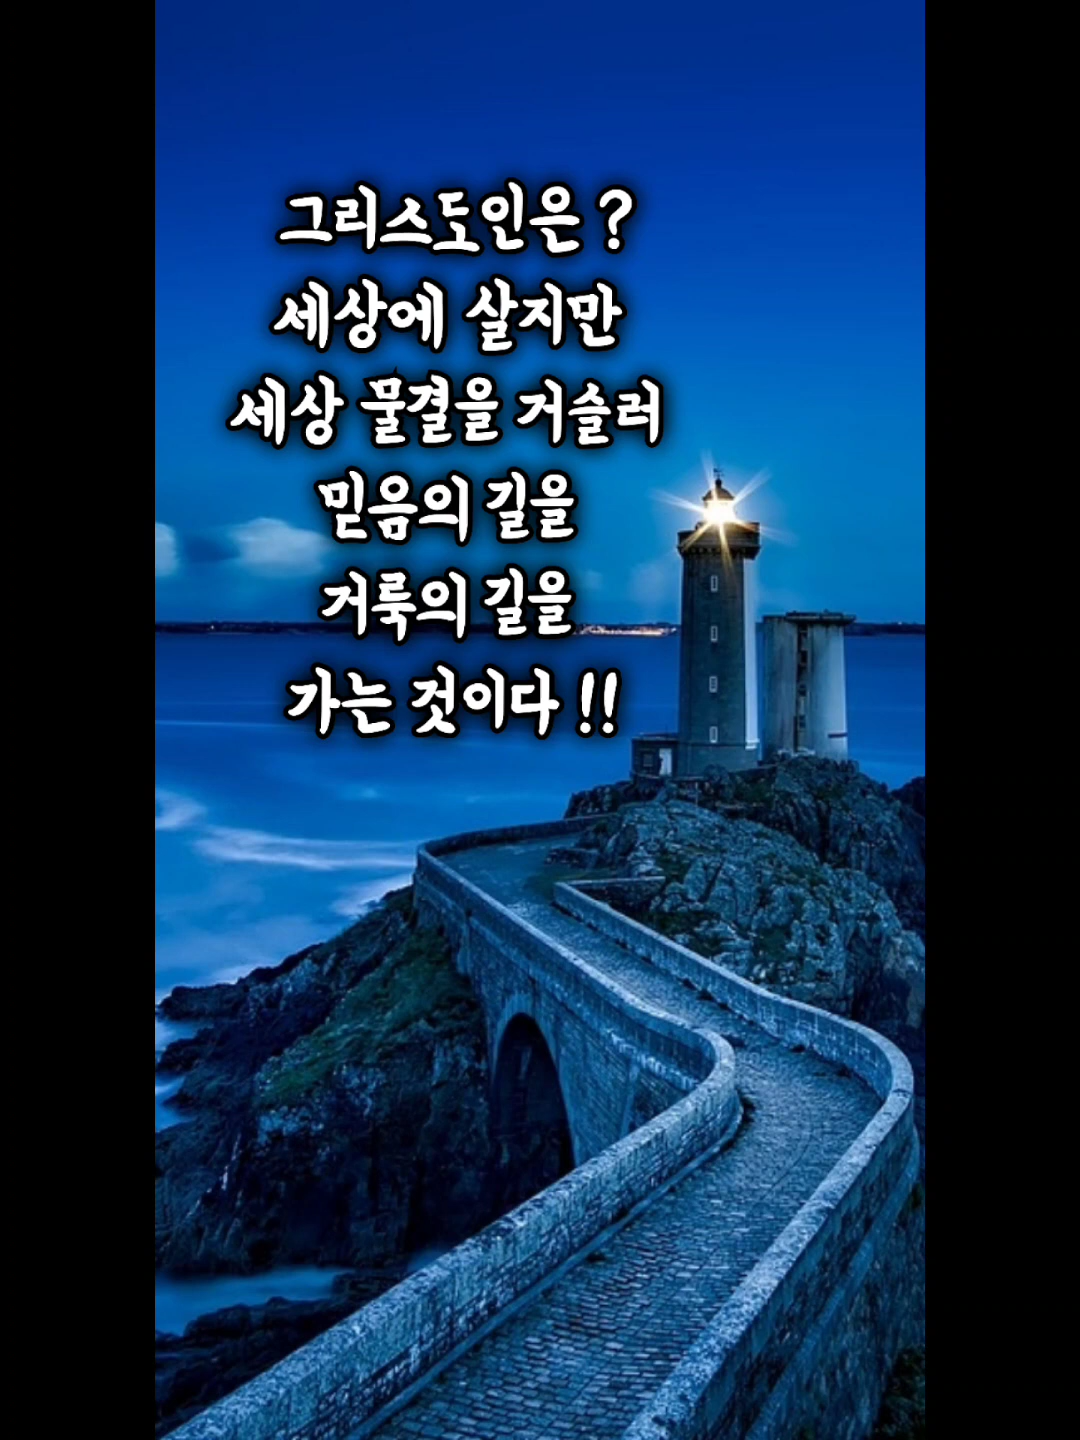 그리스도인은 ?
세상에 살지만
세상 물결을 거슬러
믿음의 길을
거룩의 길을
가는 것이다 !!